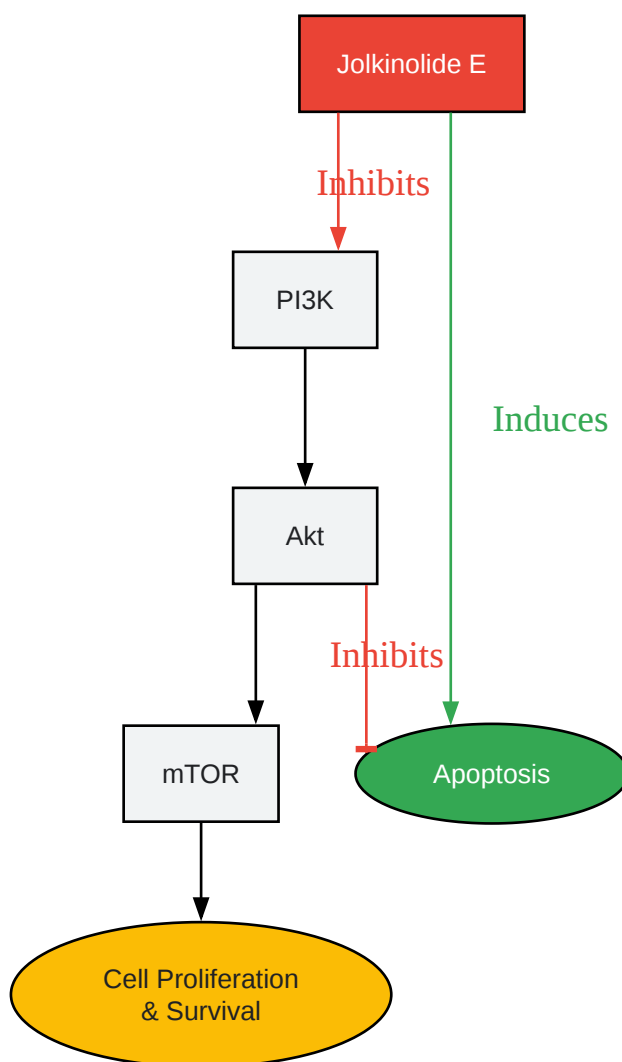 Jolkinolide E
Inhibits
PI3K
Induces
Akt
Inhibits
mTOR
Apoptosis
Cell Proliferation
& Survival